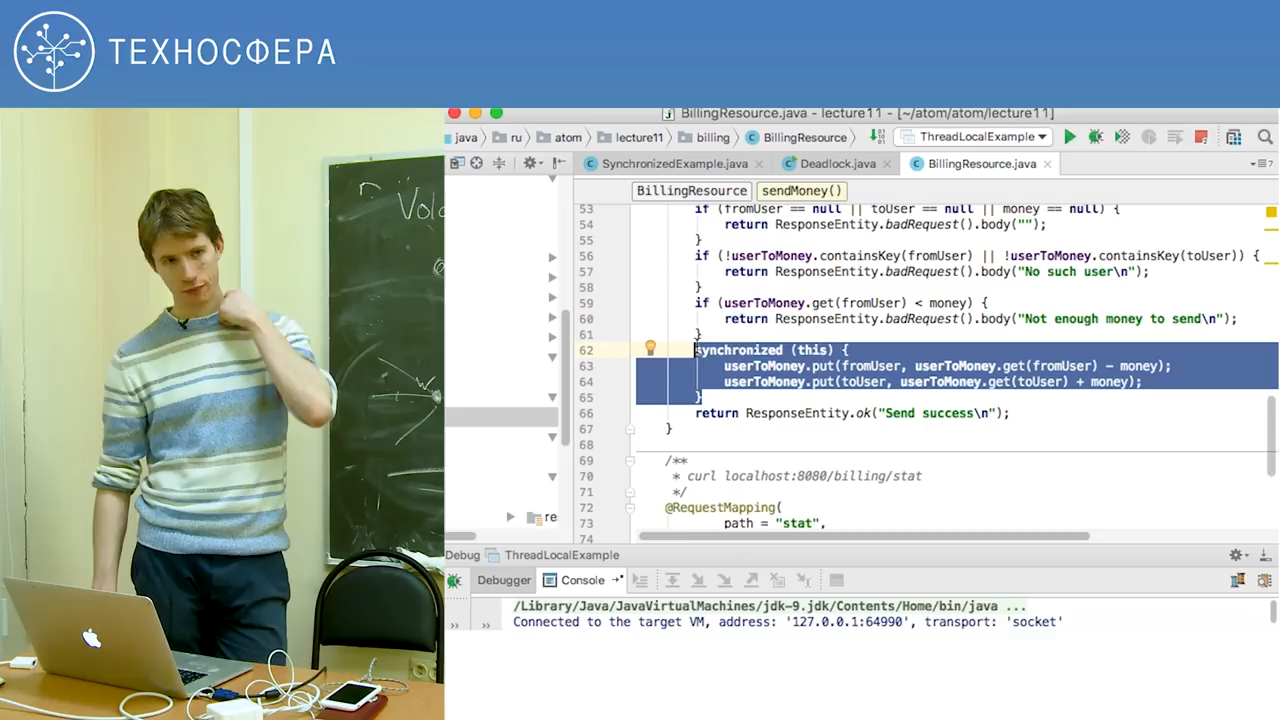 ТЕХНОСФЕРА
BillingResource.java - lecture11 - [~/atom/atom/lecture11]
java ru atom lecture11 billing BillingResource ThreadLocalExample
SynchronizedExample.java Deadlock.java BillingResource.java
BillingResource sendMoney()
53 if (fromUser == null || toUser == null || money == null) {
54 return ResponseEntity.badRequest().body("");
55 }
56 if (!userToMoney.containsKey(fromUser) || !userToMoney.containsKey(toUser)) {
57 return ResponseEntity.badRequest().body("No such user\n");
58 }
59 if (userToMoney.get(fromUser) < money) {
60 return ResponseEntity.badRequest().body("Not enough money to send\n");
61 }
62 synchronized (this) {
63 userToMoney.put(fromUser, userToMoney.get(fromUser) - money);
64 userToMoney.put(toUser, userToMoney.get(toUser) + money);
65 }
66 return ResponseEntity.ok("Send success\n");
67 }
68
69 /**
70 * curl localhost:8080/billing/stat
71 */
72 @RequestMapping(
73 path = "stat",
74
re
Debug ThreadLocalExample
Debugger Console
/Library/Java/JavaVirtualMachines/jdk-9.jdk/Contents/Home/bin/java ...
Connected to the target VM, address: '127.0.0.1:64990', transport: 'socket'